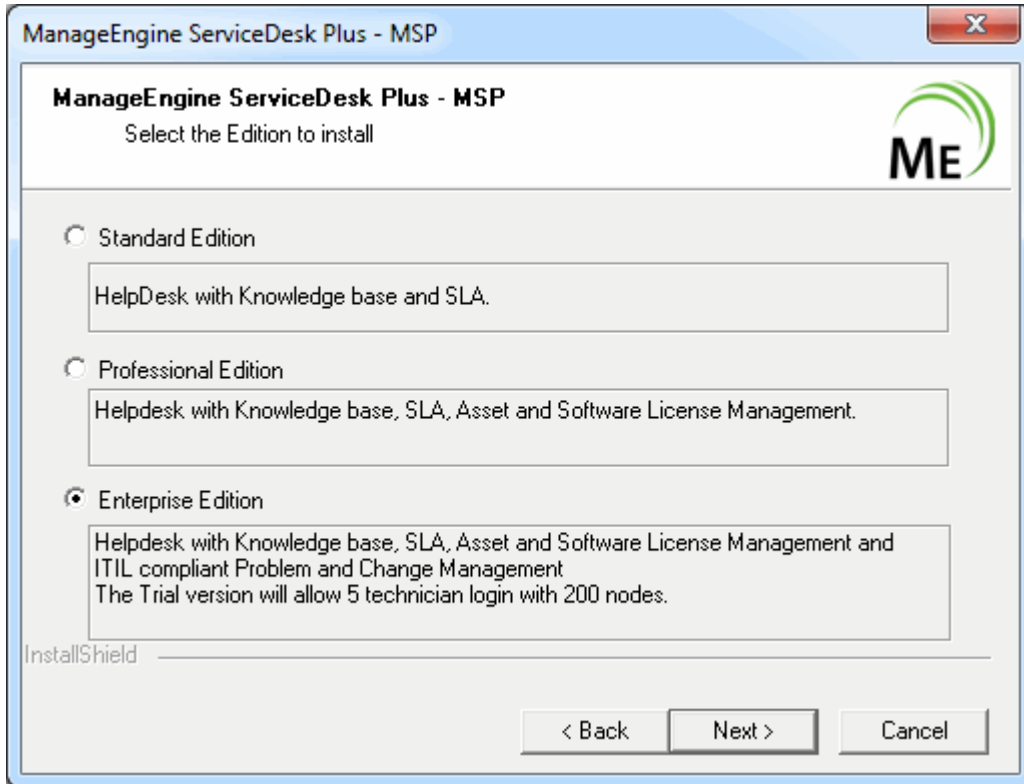 ManageEngine ServiceDesk Plus - MSP
ManageEngine ServiceDesk Plus - MSP
Select the Edition to install
ME
Standard Edition
HelpDesk with Knowledge base and SLA.
Professional Edition
Helpdesk with Knowledge base, SLA, Asset and Software License Management.
Enterprise Edition
Helpdesk with Knowledge base, SLA, Asset and Software License Management and
ITIL compliant Problem and Change Management
The Trial version will allow 5 technician login with 200 nodes.
InstallShield
< Back Next > Cancel